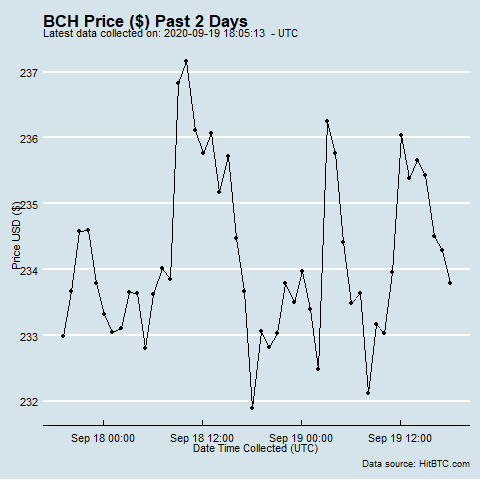 BCH Price ($) Past 2 Days
Latest data collected on: 2020-09-19 18:05:13 - UTC
237
236
235
234
233
232
Price USD ($)
Sep 18 00:00 Sep 18 12:00 Sep 19 00:00 Sep 19 12:00
Date Time Collected (UTC)
Data source: HitBTC.com